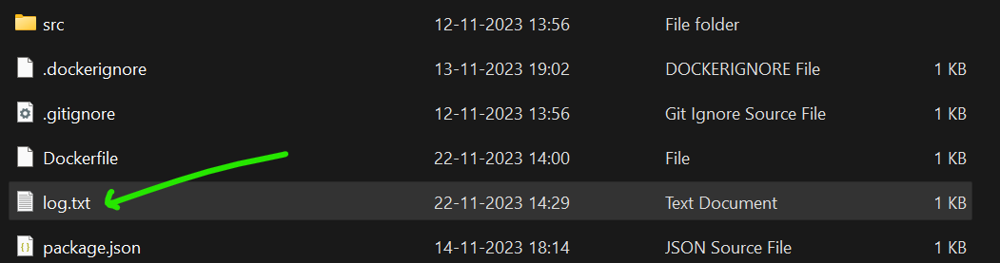 src 12-11-2023 13:56 File folder
.dockerignore 13-11-2023 19:02 DOCKERIGNORE File 1 KB
.gitignore 12-11-2023 13:56 Git Ignore Source File 1 KB
Dockerfile 22-11-2023 14:00 File 1 KB
log.txt 22-11-2023 14:29 Text Document 1 KB
package.json 14-11-2023 18:14 JSON Source File 1 KB